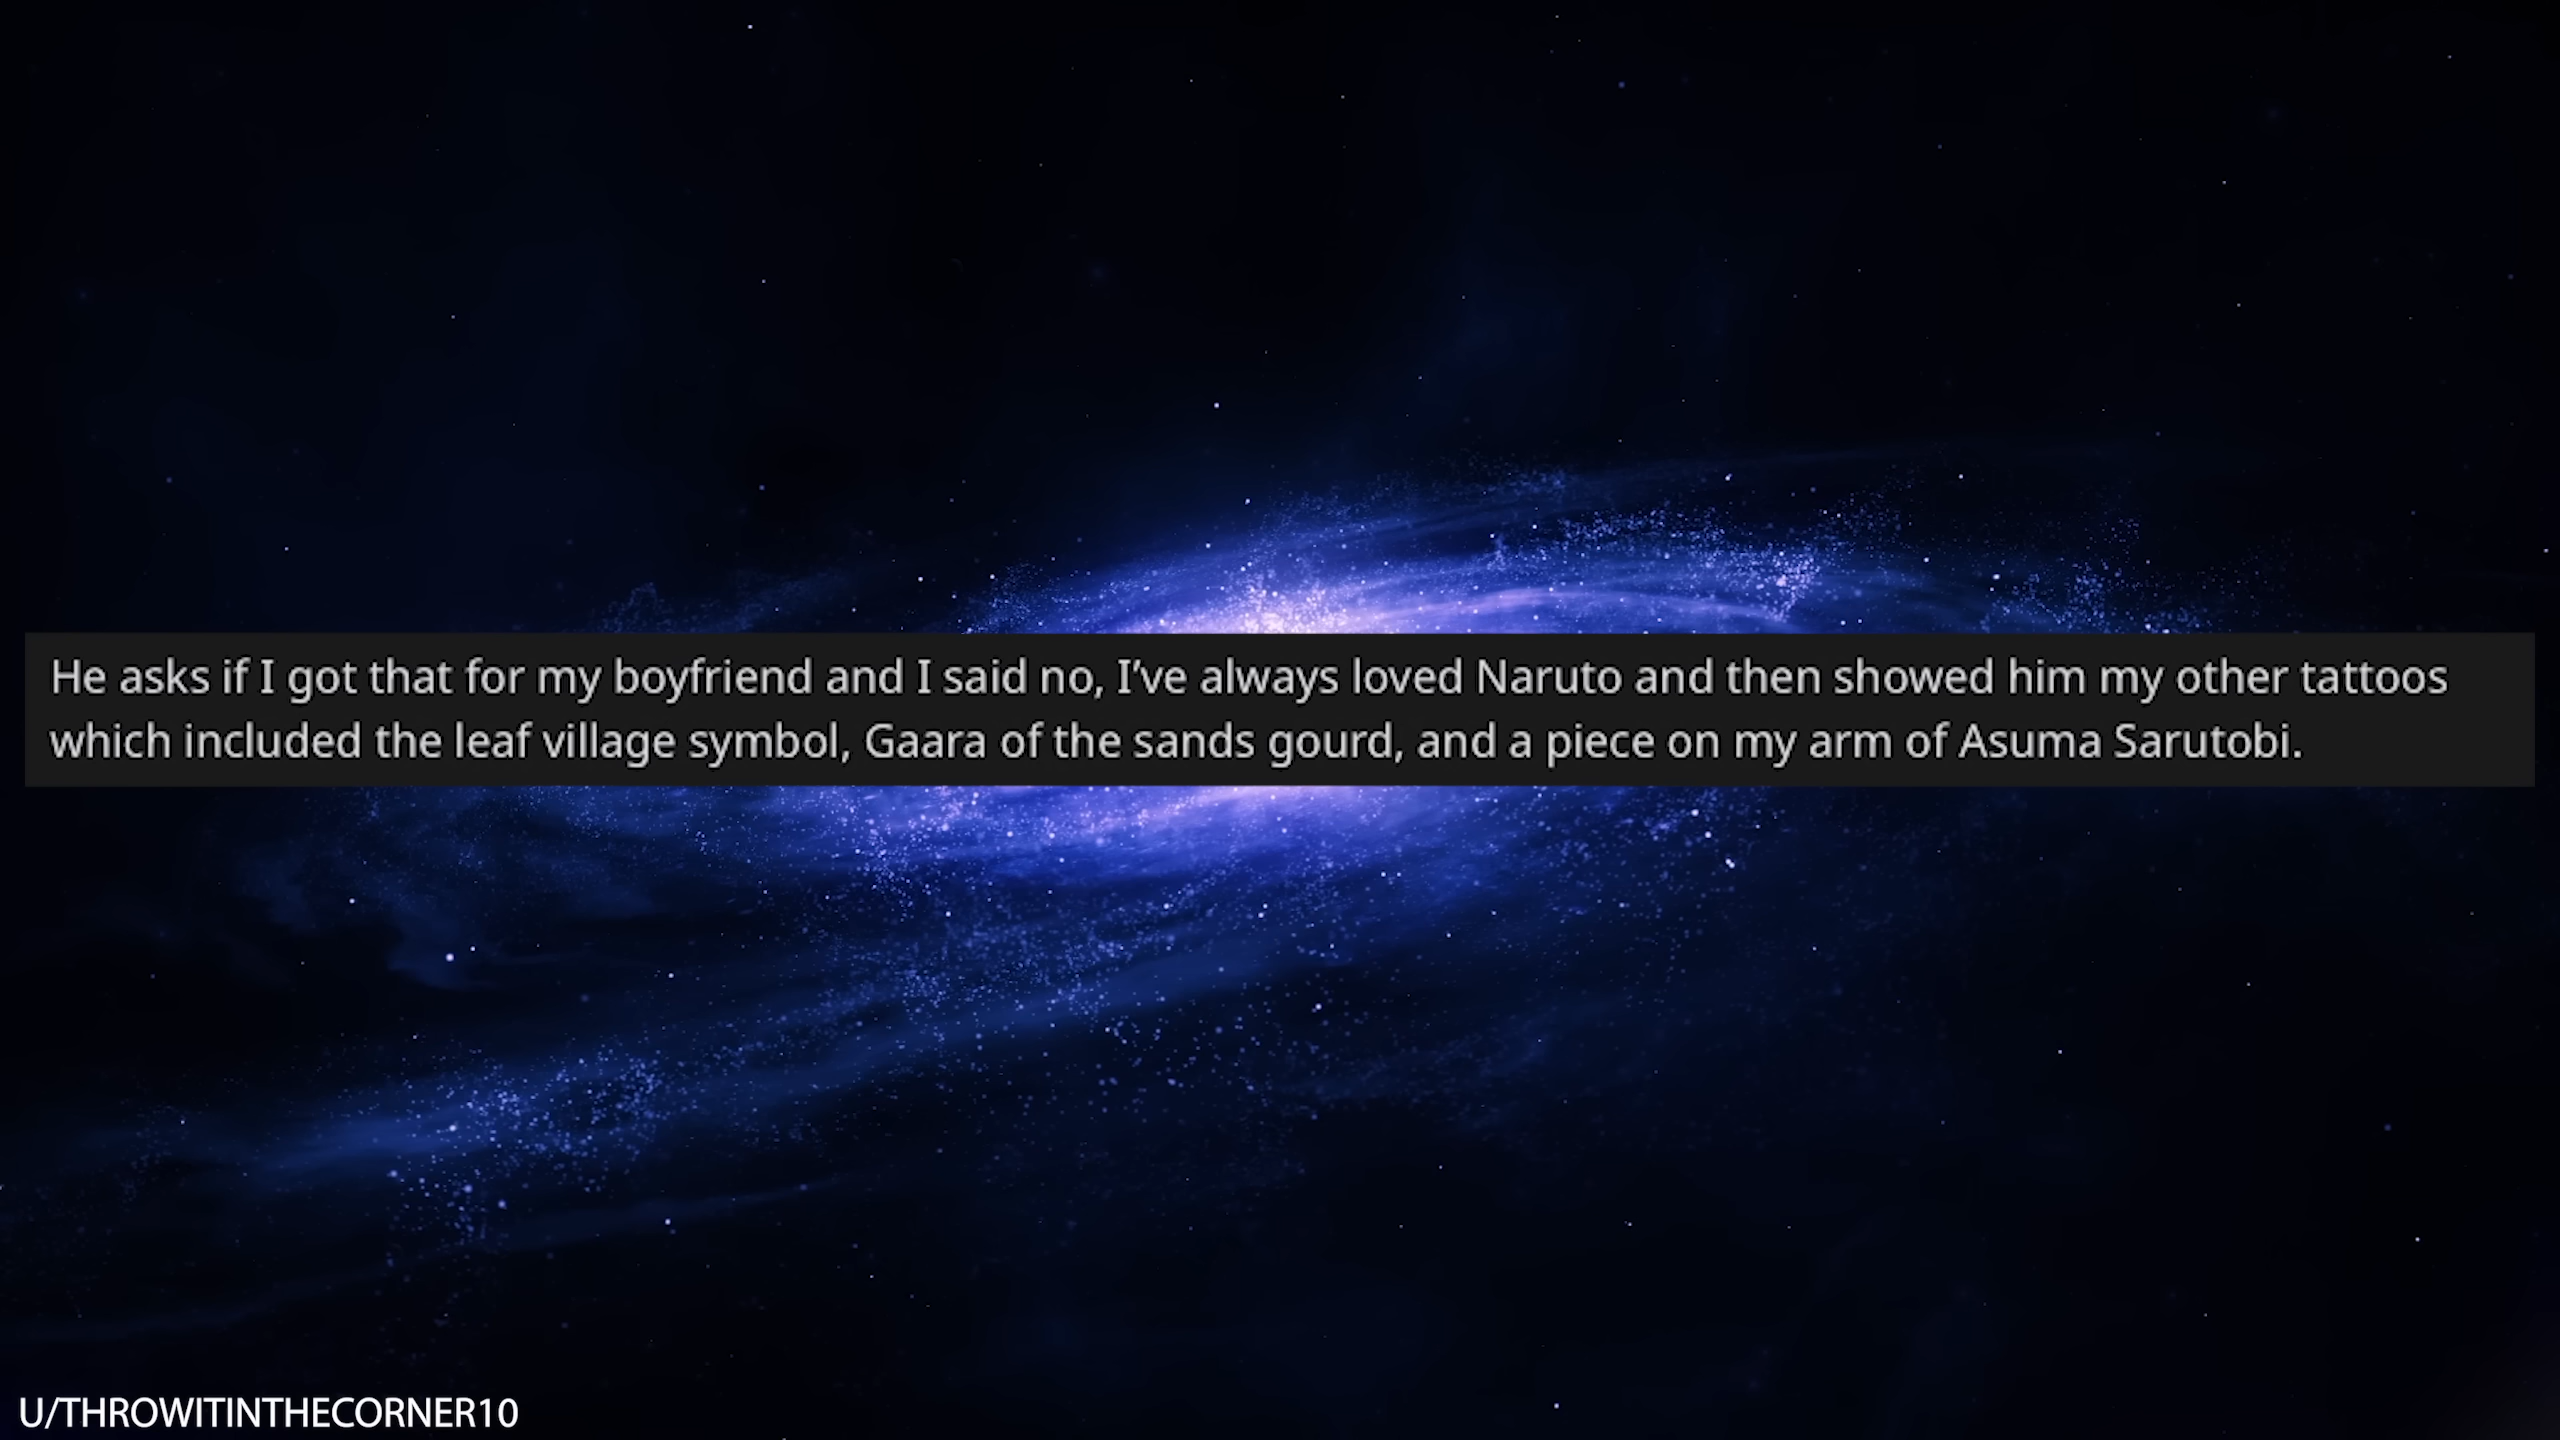 He asks if I got that for my boyfriend and I said no, I’ve always loved Naruto and then showed him my other tattoos
which included the leaf village symbol, Gaara of the sands gourd, and a piece on my arm of Asuma Sarutobi.
U/THROWITINTHECORNER10